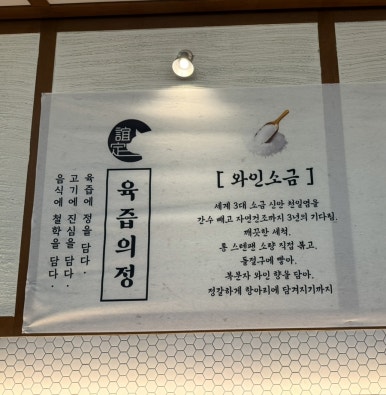 誼定
육즙의정
육즙에 정을 담다.
고기에 진심을 담다.
음식에 철학을 담다.
[ 와인소금 ]
세계 3대 소금 신안 천일염을
간수 빼고 자연건조까지 3년의 기다림.
깨끗한 세척.
통 스텐팬 소량 직접 볶고,
돌절구에 빻아.
복분자 와인 향을 담아.
정갈하게 항아리에 담겨지기까지